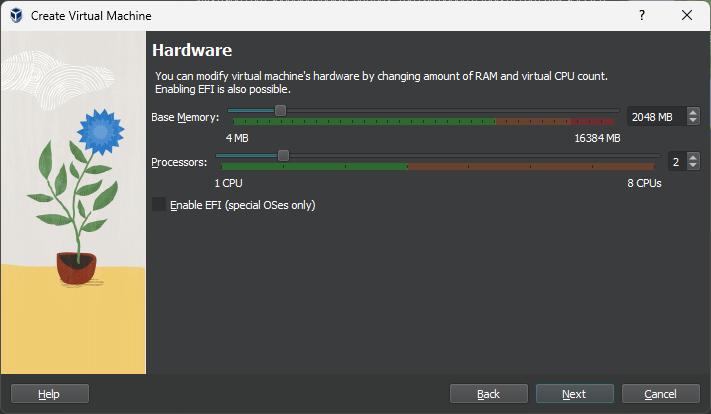 Create Virtual Machine
Hardware
You can modify virtual machine's hardware by changing amount of RAM and virtual CPU count.
Enabling EFI is also possible.
Base Memory: 2048 MB
4 MB 16384 MB
Processors: 2
1 CPU 8 CPUs
Enable EFI (special OSes only)
Help Back Next Cancel